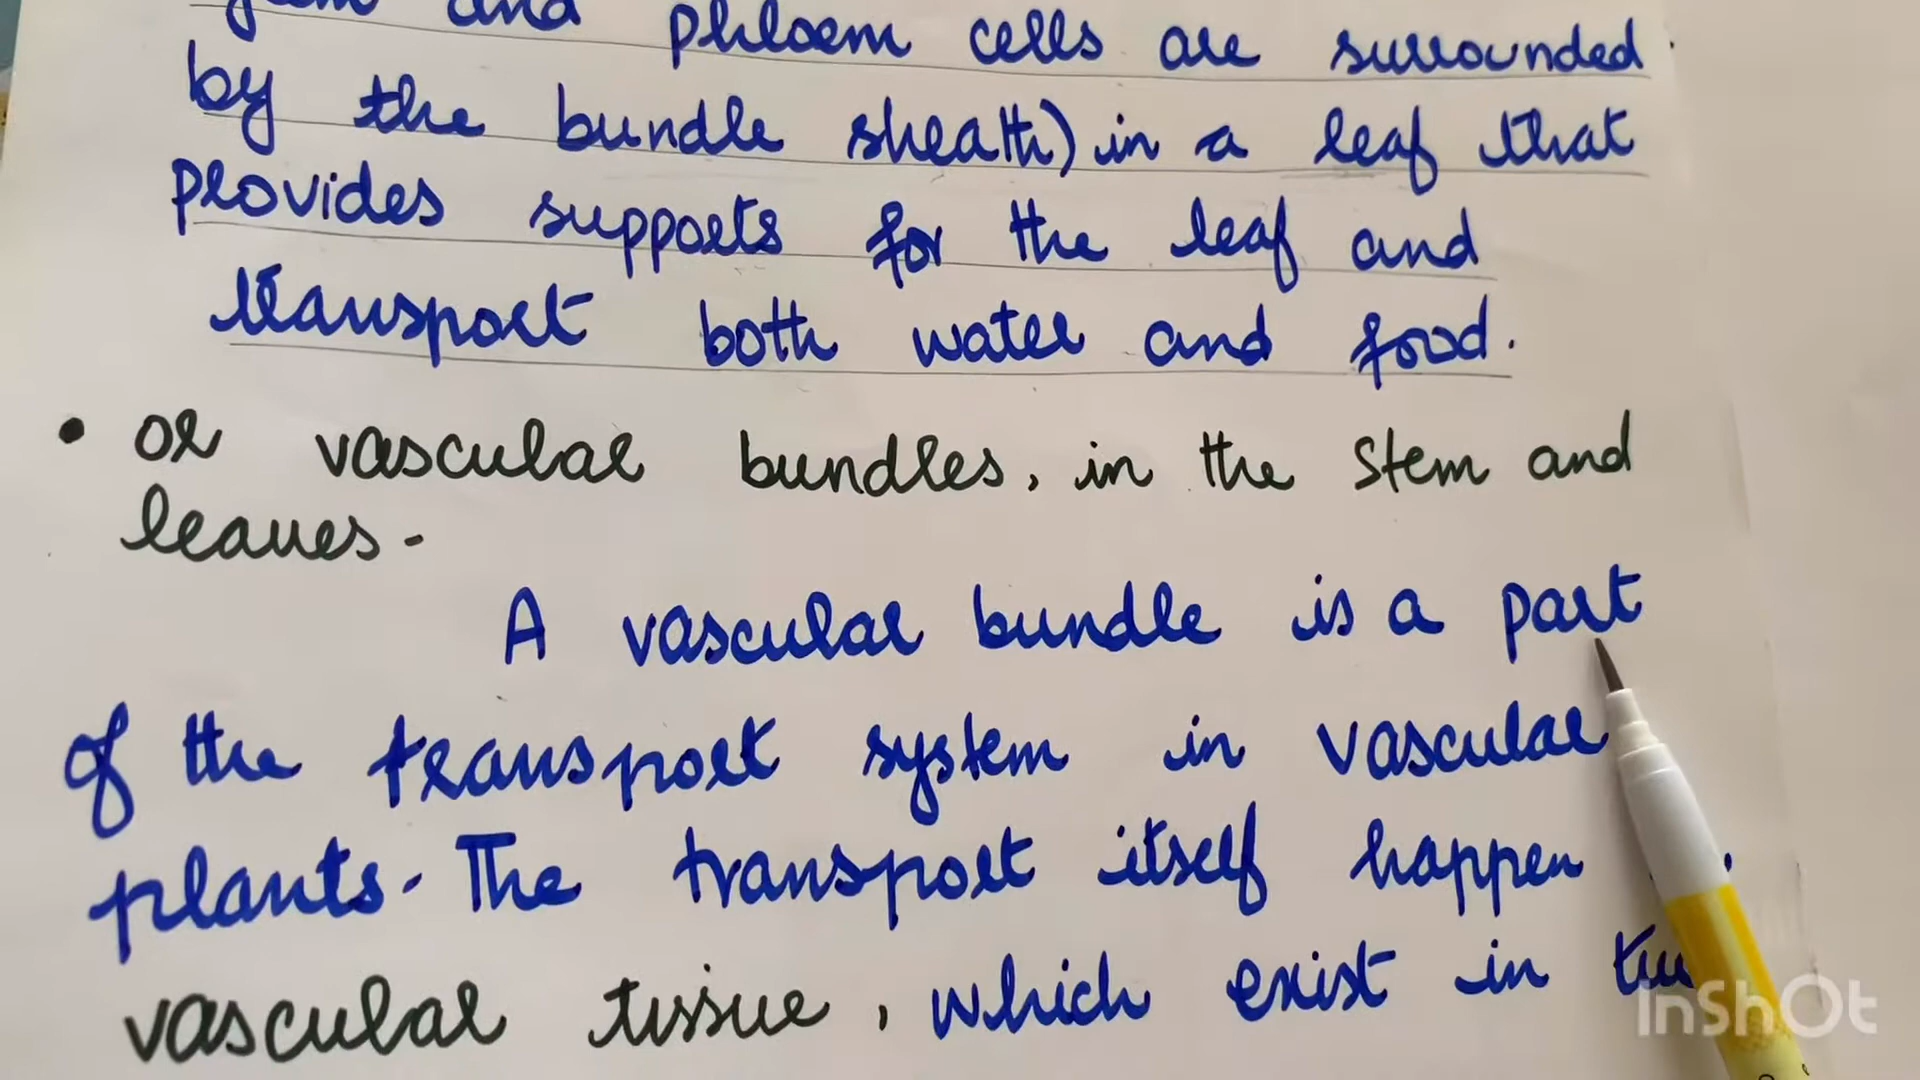 and phloem cells are surrounded
by the bundle sheath) in a leaf that
provides supports for the leaf and
transport both water and food.
• or vascular bundles, in the stem and
leaves.
A vascular bundle is a part
of the transport system in vascular
plants. The transport itself happen
vascular tissue, which exist in
InShOt